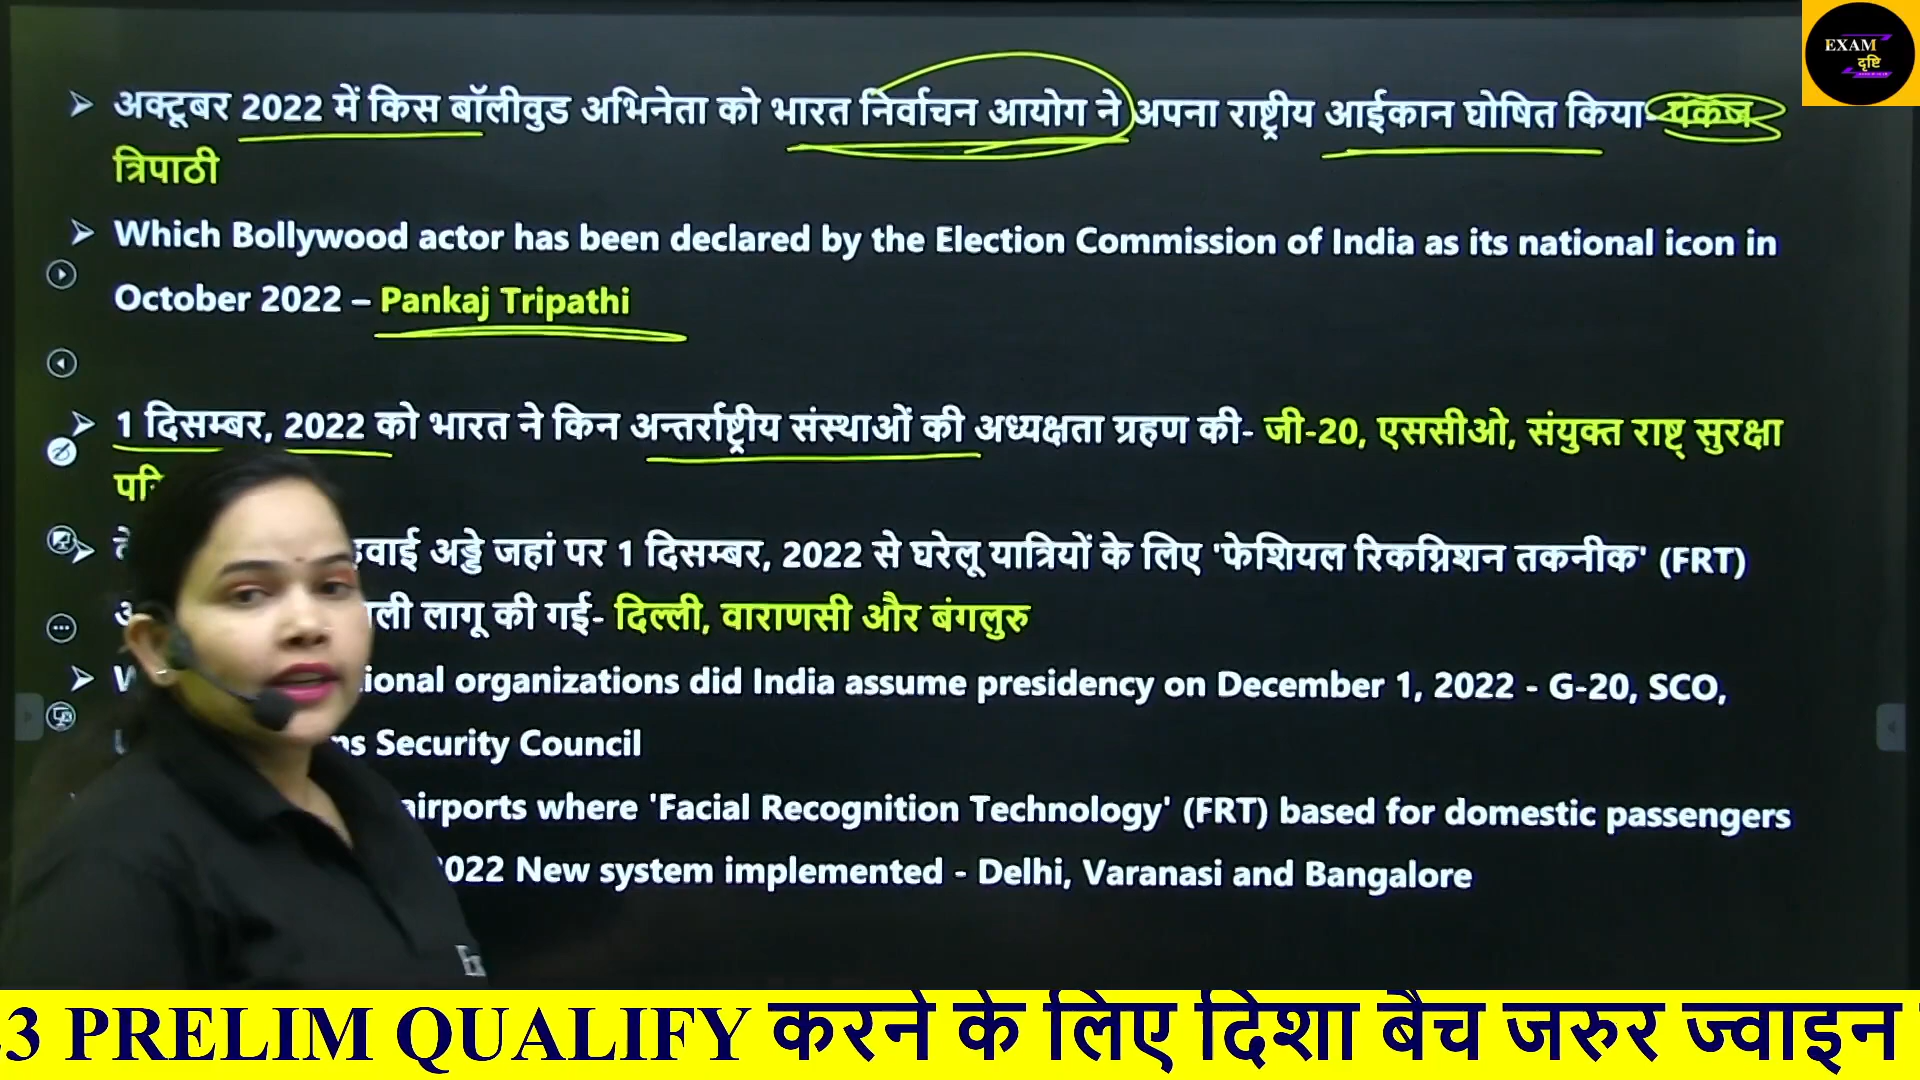 EXAM
दृष्टि
अक्टूबर 2022 में किस बॉलीवुड अभिनेता को भारत निर्वाचन आयोग ने अपना राष्ट्रीय आईकान घोषित किया- पंकज
त्रिपाठी
Which Bollywood actor has been declared by the Election Commission of India as its national icon in
October 2022 – Pankaj Tripathi
1 दिसम्बर, 2022 को भारत ने किन अन्तर्राष्ट्रीय संस्थाओं की अध्यक्षता ग्रहण की- जी-20, एससीओ, संयुक्त राष्ट् सुरक्षा
अड्डे जहां पर 1 दिसम्बर, 2022 से घरेलू यात्रियों के लिए 'फेशियल रिकग्निशन तकनीक' (FRT)
लागू की गई- दिल्ली, वाराणसी और बंगलुरु
organizations did India assume presidency on December 1, 2022 - G-20, SCO,
Security Council
airports where 'Facial Recognition Technology' (FRT) based for domestic passengers
2022 New system implemented - Delhi, Varanasi and Bangalore
3 PRELIM QUALIFY करने के लिए दिशा बैच जरुर ज्वाइन